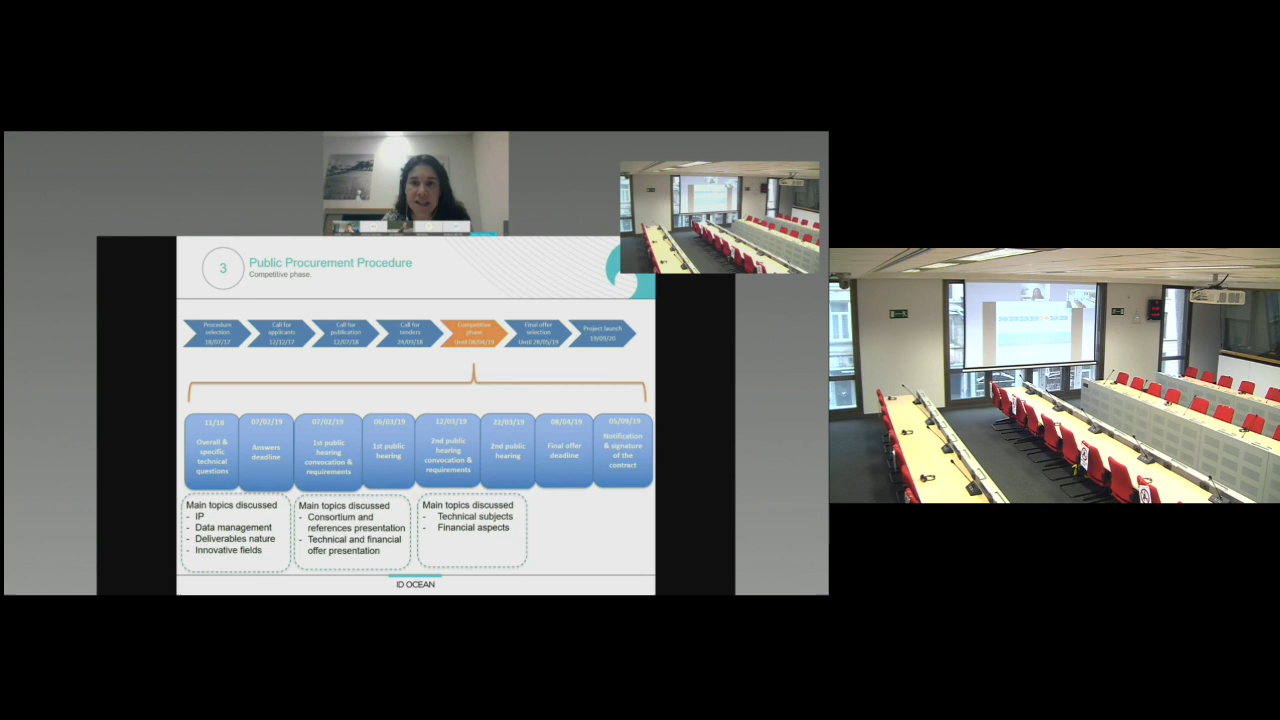 3
Public Procurement Procedure
Competitive phase.
Procedure
selection
18/07/17
Call for
applicants
12/12/17
Call for
publication
12/07/18
Call for
tenders
24/09/18
Competitive
phase
Until 08/04/19
Final offer
selection
Until 28/05/19
Project launch
19/03/20
11/18
Overall &
specific
technical
questions
07/02/19
Answers
deadline
07/02/19
1st public
hearing
convocation &
requirements
06/03/19
1st public
hearing
12/03/19
2nd public
hearing
convocation &
requirements
22/03/19
2nd public
hearing
08/04/19
Final offer
deadline
05/09/19
Notification
& signature
of the
contract
Main topics discussed
- IP
- Data management
- Deliverables nature
- Innovative fields
Main topics discussed
- Consortium and
references presentation
- Technical and financial
offer presentation
Main topics discussed
- Technical subjects
- Financial aspects
ID OCEAN